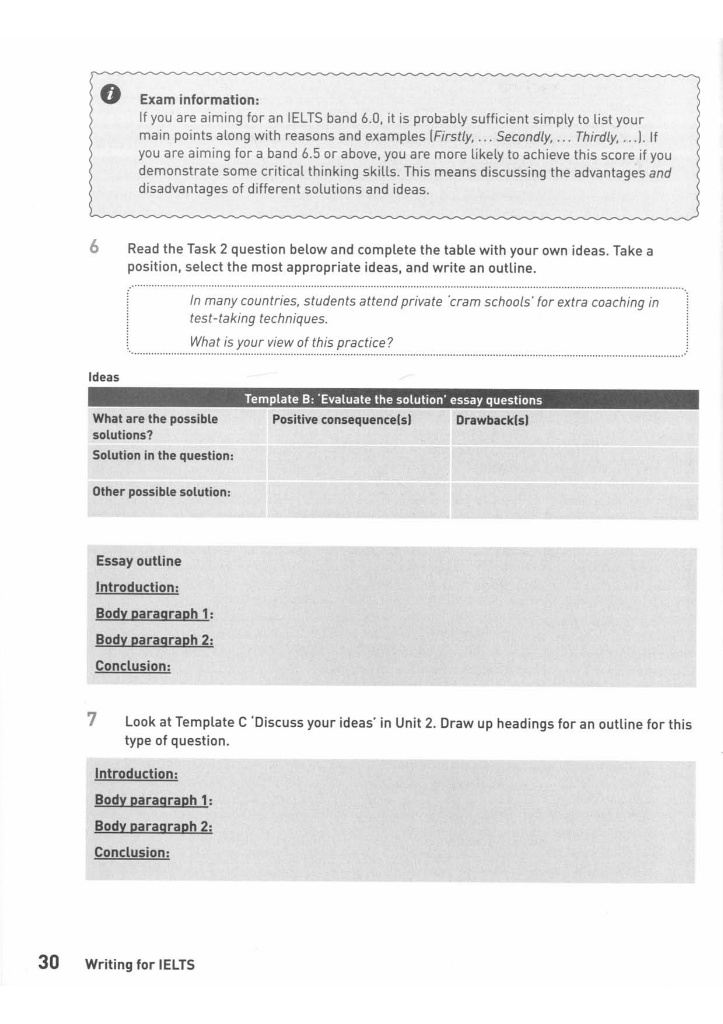 Exam information:
If you are aiming for an IELTS band 6.0, it is probably sufficient simply to list your
main points along with reasons and examples (Firstly, ... Secondly, ... Thirdly, ...). If
you are aiming for a band 6.5 or above, you are more likely to achieve this score if you
demonstrate some critical thinking skills. This means discussing the advantages and
disadvantages of different solutions and ideas.
6 Read the Task 2 question below and complete the table with your own ideas. Take a
position, select the most appropriate ideas, and write an outline.
In many countries, students attend private 'cram schools' for extra coaching in
test-taking techniques.
What is your view of this practice?
Ideas
Template B: 'Evaluate the solution' essay questions
What are the possible
solutions?
Positive consequence(s)
Drawback(s)
Solution in the question:
Other possible solution:
Essay outline
Introduction:
Body paragraph 1:
Body paragraph 2:
Conclusion:
7 Look at Template C 'Discuss your ideas' in Unit 2. Draw up headings for an outline for this
type of question.
Introduction:
Body paragraph 1:
Body paragraph 2:
Conclusion:
30 Writing for IELTS